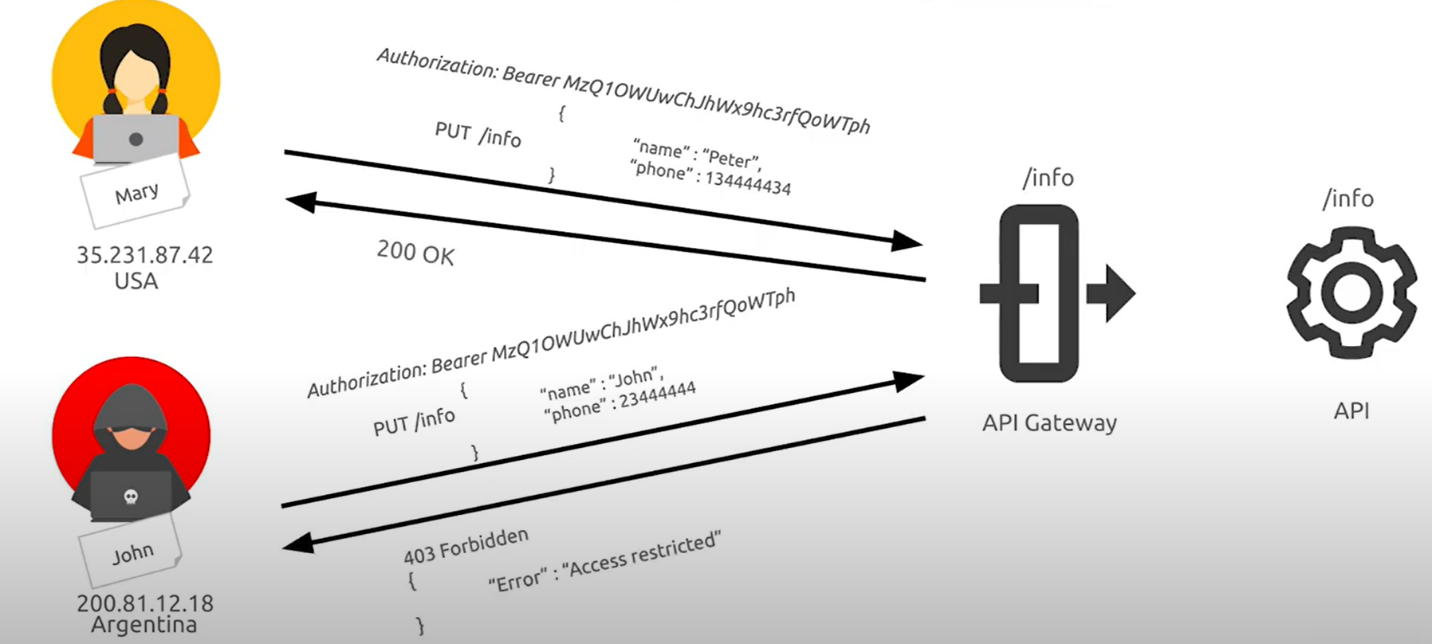 Authorization: Bearer MzQ1OWUwChJhWx9hc3rfQoWTph
PUT /info
{
"name" : "Peter",
"phone" : 134444434
}
Mary
35.231.87.42
USA
200 OK
/info
API Gateway
/info
API
Authorization: Bearer MzQ1OWUwChJhWx9hc3rfQoWTph
PUT /info
{
"name" : "John",
"phone" : 23444444
}
John
200.81.12.18
Argentina
403 Forbidden
{
"Error" : "Access restricted"
}